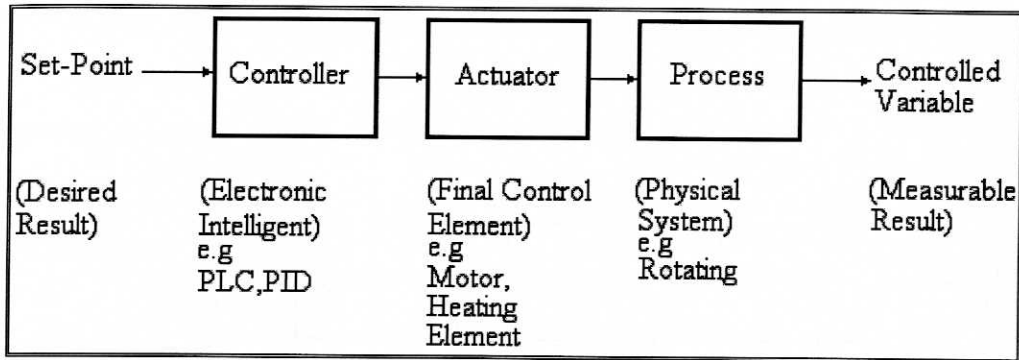 Set-Point
Controller
Actuator
Process
Controlled
Variable
(Desired
Result)
(Electronic
Intelligent)
e.g
PLC,PID
(Final Control
Element)
e.g
Motor,
Heating
Element
(Physical
System)
e.g
Rotating
(Measurable
Result)